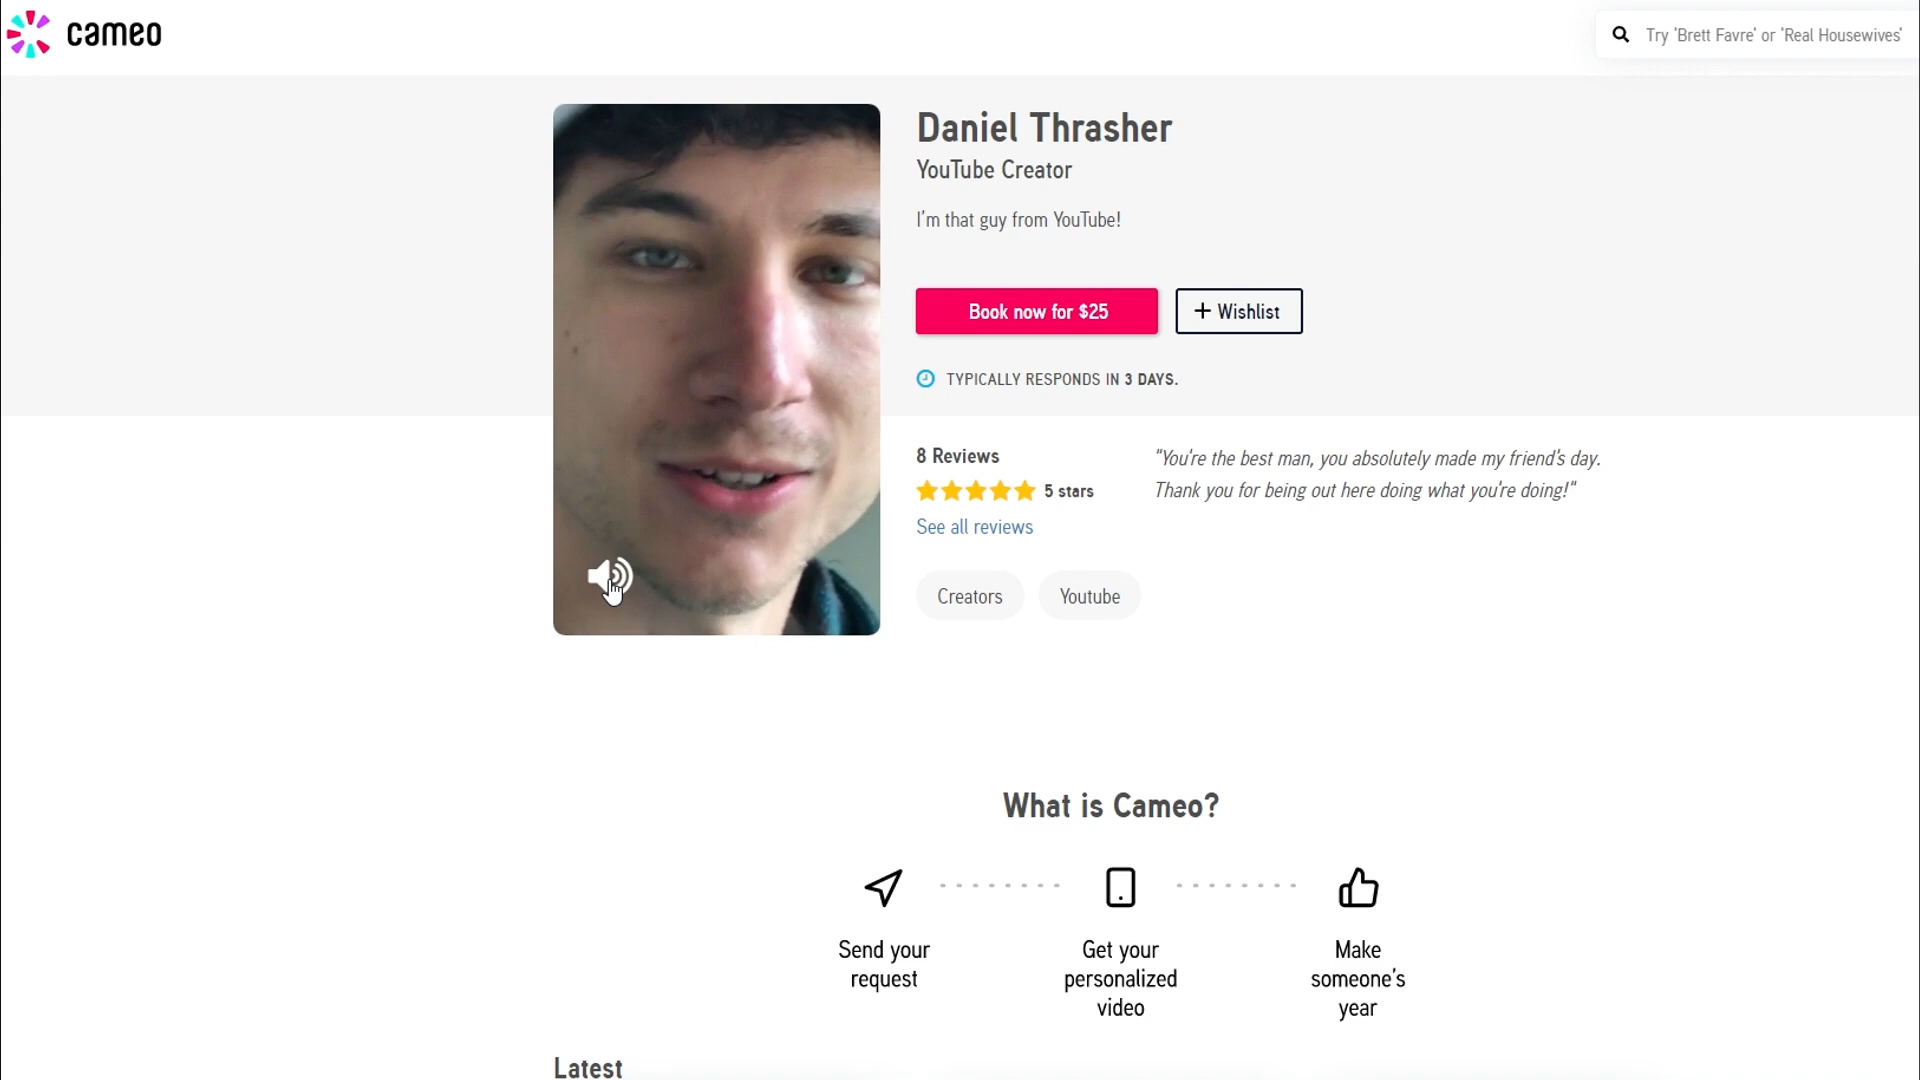 cameo
Try 'Brett Favre' or 'Real Housewives'
Daniel Thrasher
YouTube Creator
I'm that guy from YouTube!
Book now for $25
+ Wishlist
TYPICALLY RESPONDS IN 3 DAYS.
8 Reviews
5 stars
See all reviews
"You're the best man, you absolutely made my friend's day.
Thank you for being out here doing what you're doing!"
Creators
Youtube
What is Cameo?
Send your
request
Get your
personalized
video
Make
someone's
year
Latest